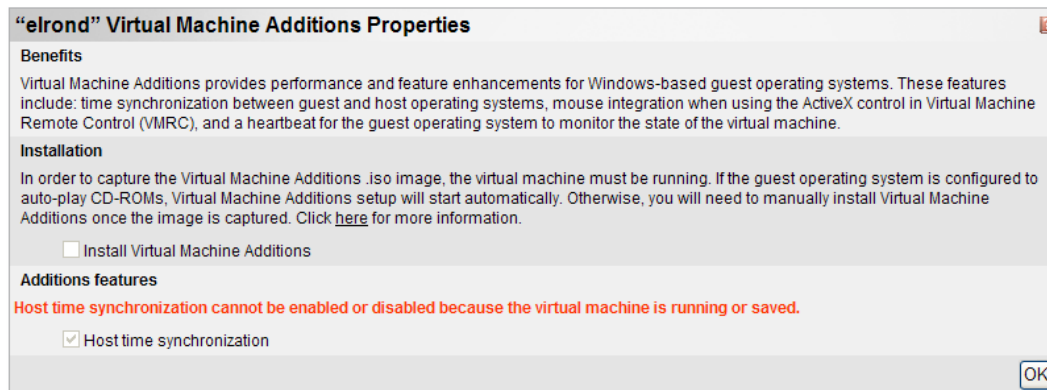 “elrond” Virtual Machine Additions Properties
Benefits
Virtual Machine Additions provides performance and feature enhancements for Windows-based guest operating systems. These features
include: time synchronization between guest and host operating systems, mouse integration when using the ActiveX control in Virtual Machine
Remote Control (VMRC), and a heartbeat for the guest operating system to monitor the state of the virtual machine.
Installation
In order to capture the Virtual Machine Additions .iso image, the virtual machine must be running. If the guest operating system is configured to
auto-play CD-ROMs, Virtual Machine Additions setup will start automatically. Otherwise, you will need to manually install Virtual Machine
Additions once the image is captured. Click here for more information.
Install Virtual Machine Additions
Additions features
Host time synchronization cannot be enabled or disabled because the virtual machine is running or saved.
Host time synchronization
OK